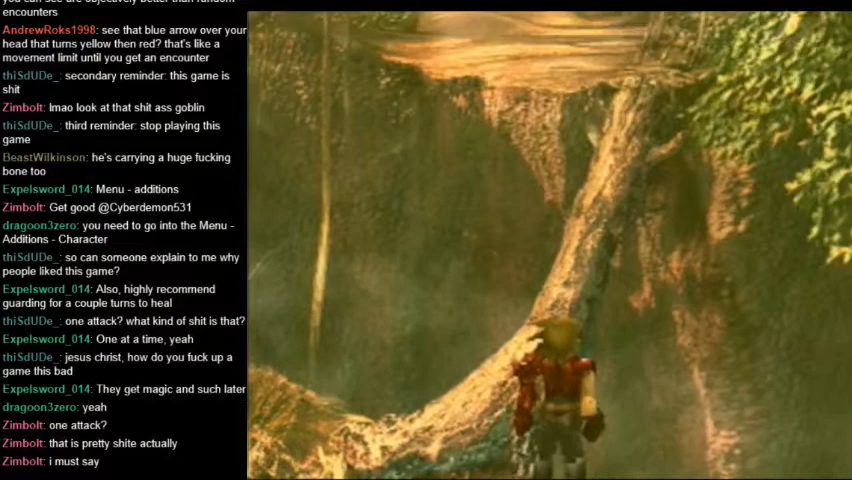 you can see are objectively better than random
encounters
AndrewRoks1998: see that blue arrow over your
head that turns yellow then red? that's like a
movement limit until you get an encounter
thiSdUDe_: secondary reminder: this game is
shit
Zimbolt: lmao look at that shit ass goblin
thiSdUDe_: third reminder: stop playing this
game
BeastWilkinson: he's carrying a huge fucking
bone too
Expelsword_014: Menu - additions
Zimbolt: Get good @Cyberdemon531
dragoon3zero: you need to go into the Menu -
Additions - Character
thiSdUDe_: so can someone explain to me why
people liked this game?
Expelsword_014: Also, highly recommend
guarding for a couple turns to heal
thiSdUDe_: one attack? what kind of shit is that?
Expelsword_014: One at a time, yeah
thiSdUDe_: jesus christ, how do you fuck up a
game this bad
Expelsword_014: They get magic and such later
dragoon3zero: yeah
Zimbolt: one attack?
Zimbolt: that is pretty shite actually
Zimbolt: i must say